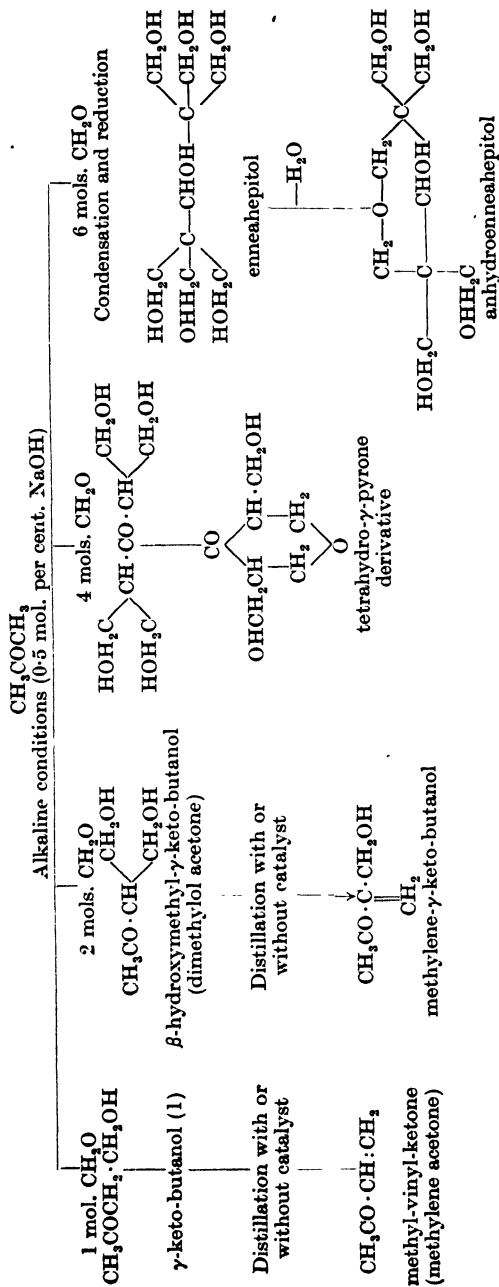 CH₃COCH₃
Alkaline conditions (0·5 mol. per cent. NaOH)
1 mol. CH₂O
CH₃COCH₂·CH₂OH
γ-keto-butanol (1)
Distillation with or
without catalyst
CH₃CO·CH:CH₂
methyl-vinyl-ketone
(methylene acetone)
2 mols. CH₂O
CH₂OH
CH₃CO·CH
CH₂OH
β-hydroxymethyl-γ-keto-butanol
(dimethylol acetone)
Distillation with or
without catalyst
CH₃CO·C·CH₂OH
CH₂
methylene-γ-keto-butanol
4 mols. CH₂O
HOH₂C CH₂OH
CH·CO·CH
HOH₂C CH₂OH
CO
OHCH₂CH CH·CH₂OH
CH₂ CH₂
O
tetrahydro-γ-pyrone
derivative
6 mols. CH₂O
Condensation and reduction
HOH₂C CH₂OH
OHH₂C—C—CHOH—C—CH₂OH
HOH₂C CH₂OH
enneahepitol
—H₂O
CH₂—O—CH₂ CH₂OH
HOH₂C—C—CHOH—C
OHH₂C CH₂OH
anhydroenneahepitol